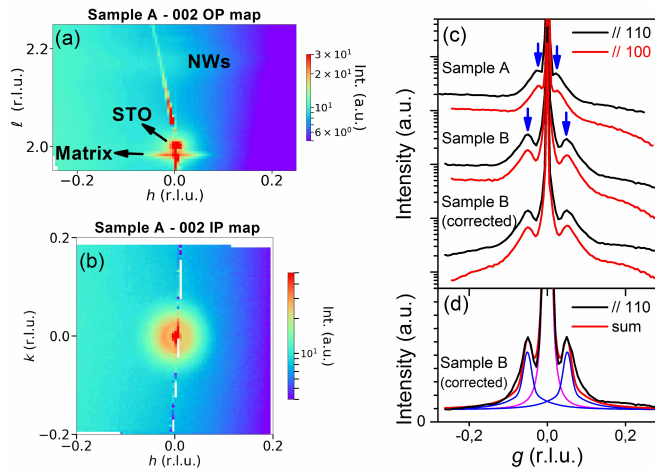 Sample A - 002 OP map
(a)
NWs
STO
Matrix
2.2
2.0
ℓ (r.l.u.)
−0.2
0.0
0.2
h (r.l.u.)
3 × 10¹
10¹
6 × 10⁰
Int. (a.u.)
Sample A - 002 IP map
(b)
0.2
0.0
−0.2
k (r.l.u.)
−0.2
0.0
0.2
h (r.l.u.)
10¹
Int. (a.u.)
(c)
// 110
// 100
Sample A
Sample B
Sample B
(corrected)
Intensity (a.u.)
(d)
// 110
sum
Sample B
(corrected)
Intensity (a.u.)
0
-0,2
0,0
0,2
g (r.l.u.)